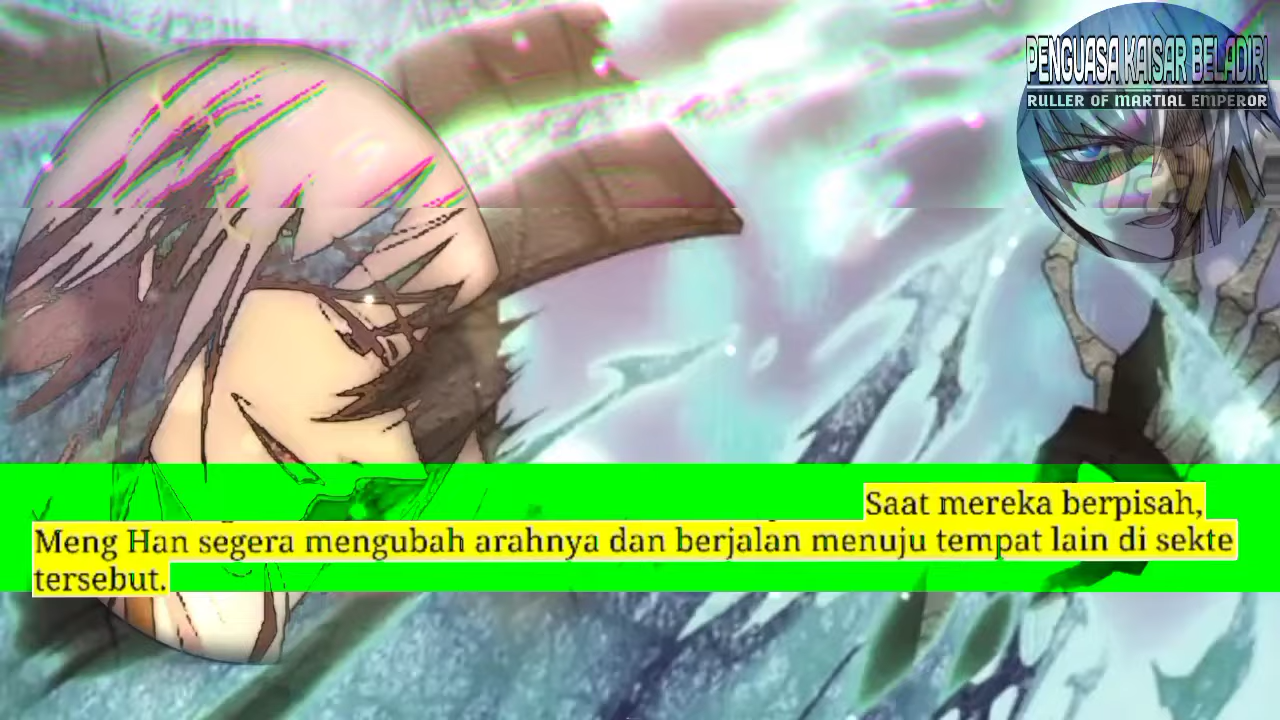 PENGUASA KAISAR BELADIRI
RULLER OF MARTIAL EMPEROR
Saat mereka berpisah,
Meng Han segera mengubah arahnya dan berjalan menuju tempat lain di sekte
tersebut.